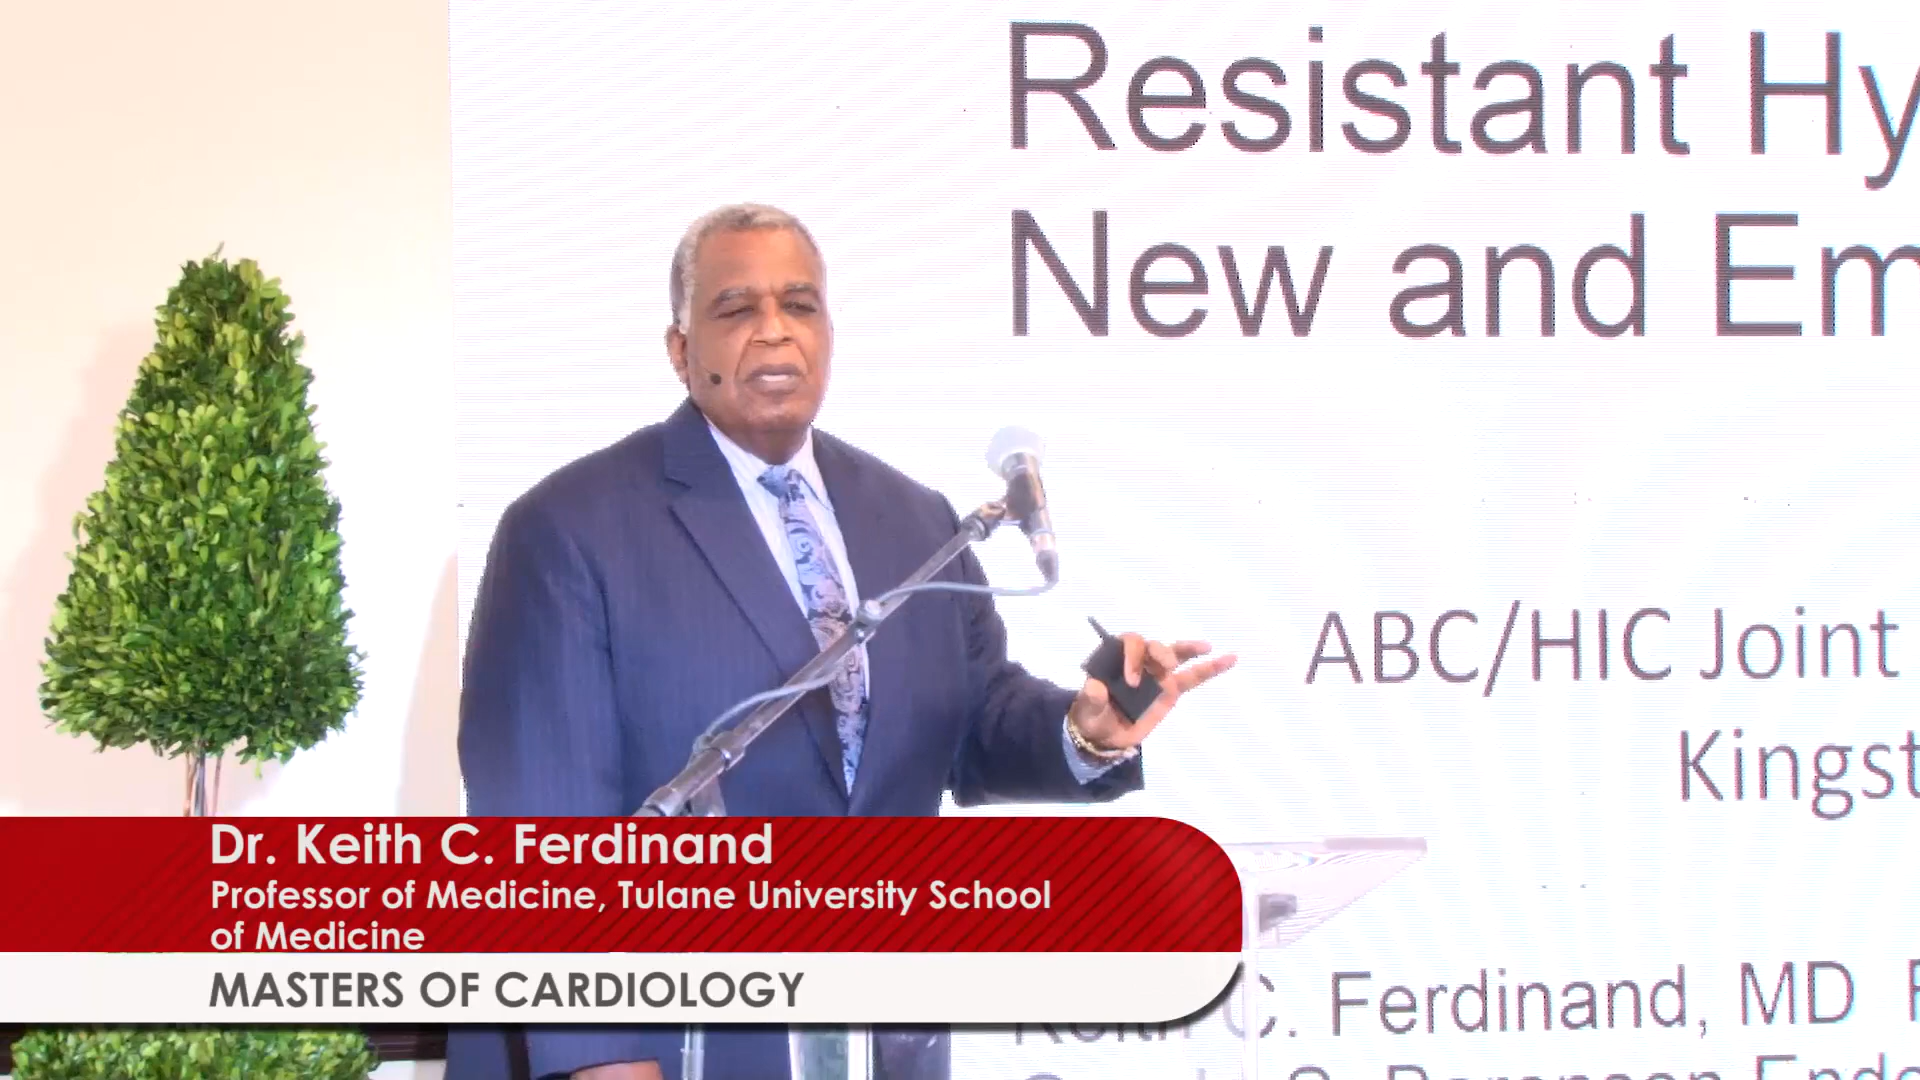 Resistant Hy
New and Em
ABC/HIC Joint
Kingst
Dr. Keith C. Ferdinand
Professor of Medicine, Tulane University School
of Medicine
MASTERS OF CARDIOLOGY
Keith C. Ferdinand, MD